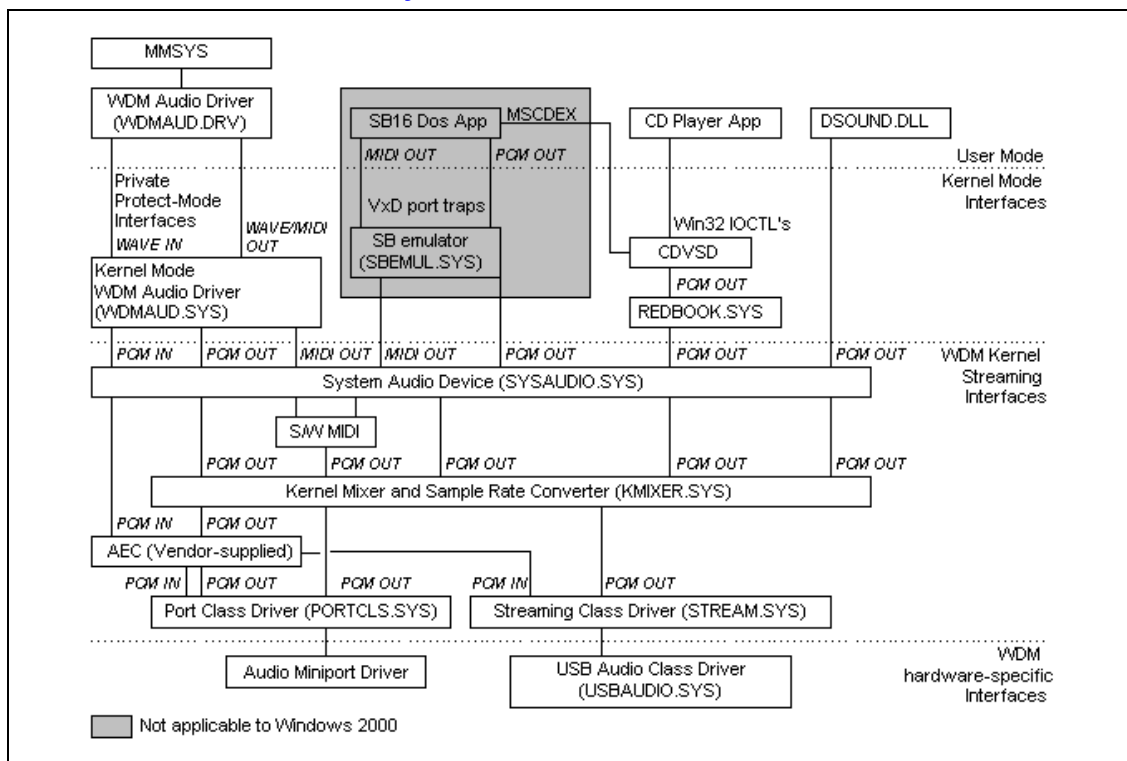 MMSYS
WDM Audio Driver
(WDMAUD.DRV)
SB16 Dos App
MSCDEX
CD Player App
DSOUND.DLL
MIDI OUT
PCM OUT
User Mode
Kernel Mode
Interfaces
Private
Protect-Mode
Interfaces
WAVE IN
WAVE/MIDI
OUT
VxD port traps
Win32 IOCTL's
SB emulator
(SBEMUL.SYS)
CDVSD
Kernel Mode
WDM Audio Driver
(WDMAUD.SYS)
PCM OUT
REDBOOK.SYS
PCM IN
PCM OUT
MIDI OUT
MIDI OUT
PCM OUT
PCM OUT
PCM OUT
WDM Kernel
Streaming
Interfaces
System Audio Device (SYSAUDIO.SYS)
S/W MIDI
PCM OUT
PCM OUT
PCM OUT
PCM OUT
PCM OUT
Kernel Mixer and Sample Rate Converter (KMIXER.SYS)
PCM IN
PCM OUT
AEC (Vendor-supplied)
PCM IN
PCM OUT
PCM OUT
PCM IN
PCM OUT
Port Class Driver (PORTCLS.SYS)
Streaming Class Driver (STREAM.SYS)
Audio Miniport Driver
USB Audio Class Driver
(USBAUDIO.SYS)
WDM
hardware-specific
Interfaces
Not applicable to Windows 2000